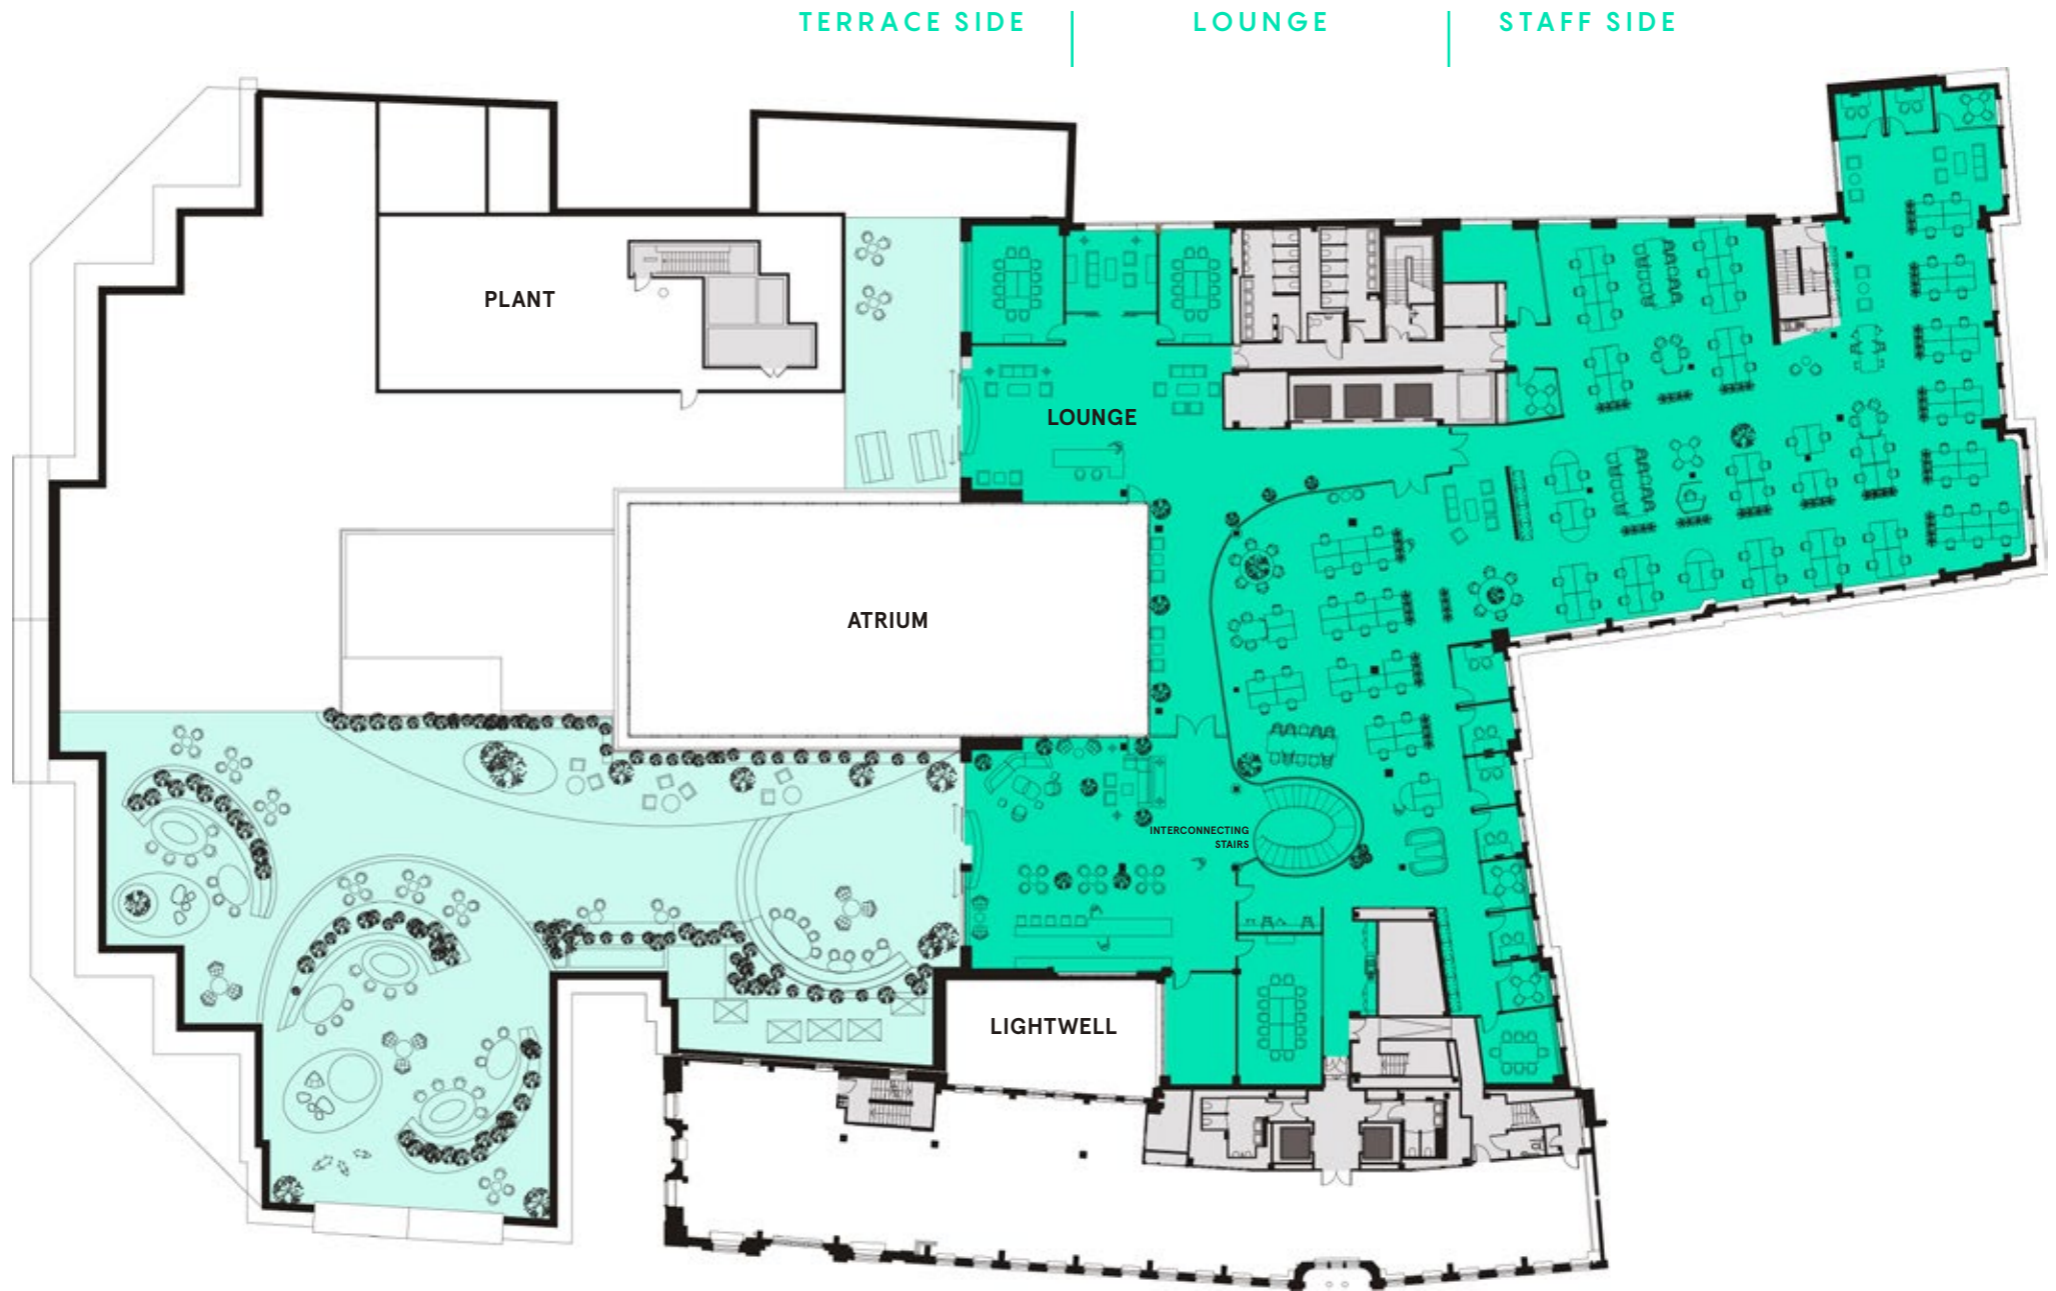 TERRACE SIDE
LOUNGE
STAFF SIDE
PLANT
LOUNGE
ATRIUM
INTERCONNECTING
STAIRS
LIGHTWELL